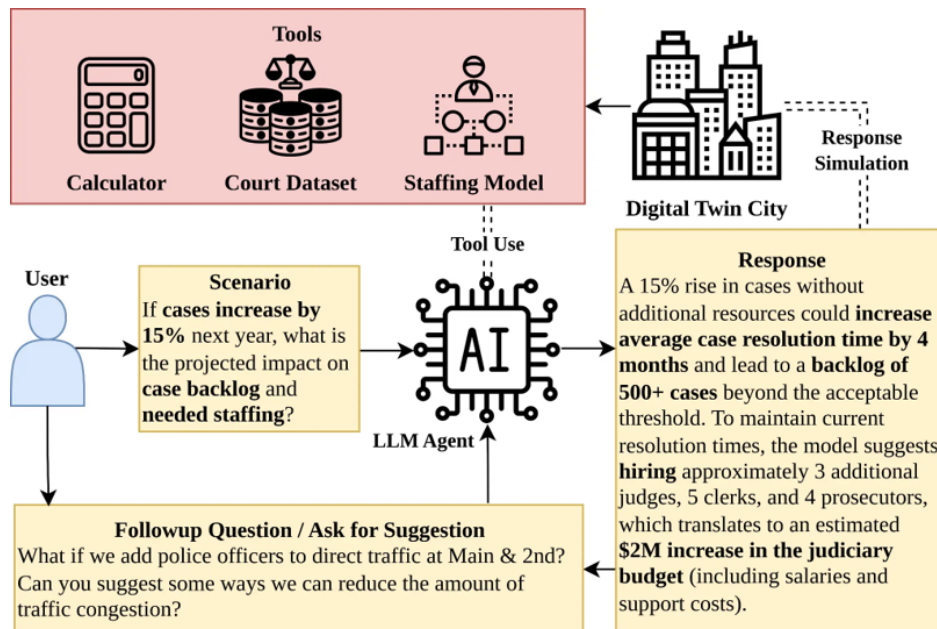 Tools
0
Calculator
Court Dataset
Staffing Model
Digital Twin City
Response
Simulation
Tool Use
User
Scenario
If cases increase by
15% next year, what is
the projected impact on
case backlog and
needed staffing?
AI
LLM Agent
Response
A 15% rise in cases without
additional resources could increase
average case resolution time by 4
months and lead to a backlog of
500+ cases beyond the acceptable
threshold. To maintain current
resolution times, the model suggests
hiring approximately 3 additional
judges, 5 clerks, and 4 prosecutors,
which translates to an estimated
$2M increase in the judiciary
budget (including salaries and
support costs).
Followup Question / Ask for Suggestion
What if we add police officers to direct traffic at Main & 2nd?
Can you suggest some ways we can reduce the amount of
traffic congestion?